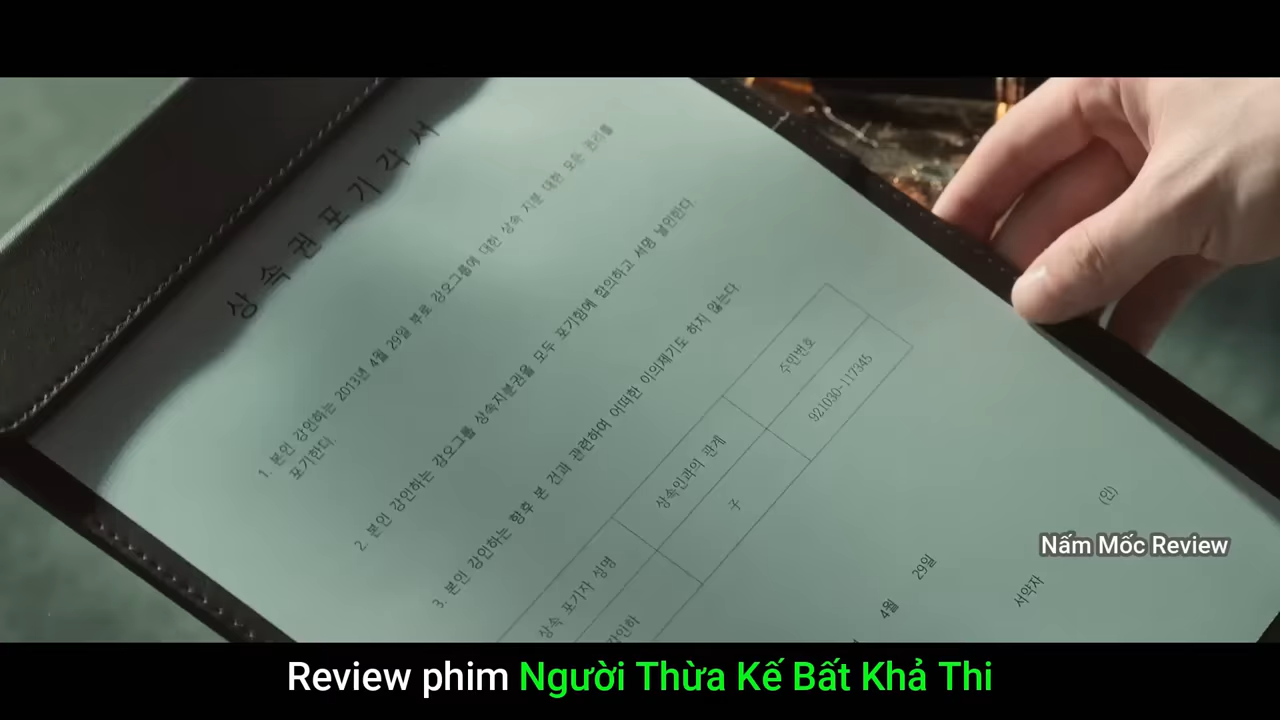 상속권포기각서
1. 본인 강인하는 2013년 4월 29일 부로 강오그룹에 대한 상속 지분 대한 모든 권리를
포기한다.
2. 본인 강인하는 강오그룹 상속지분권을 모두 포기함에 합의하고 서명 날인한다
3. 본인 강인하는 향후 본 건과 관련하여 어떠한 이의제기도 하지 않는다
상속 포기자 성명 상속인과의 관계 주민번호
강인하 子 921030-117345
4월 29일
서약자 (인)
Nấm Mốc Review
Review phim Người Thừa Kế Bất Khả Thi